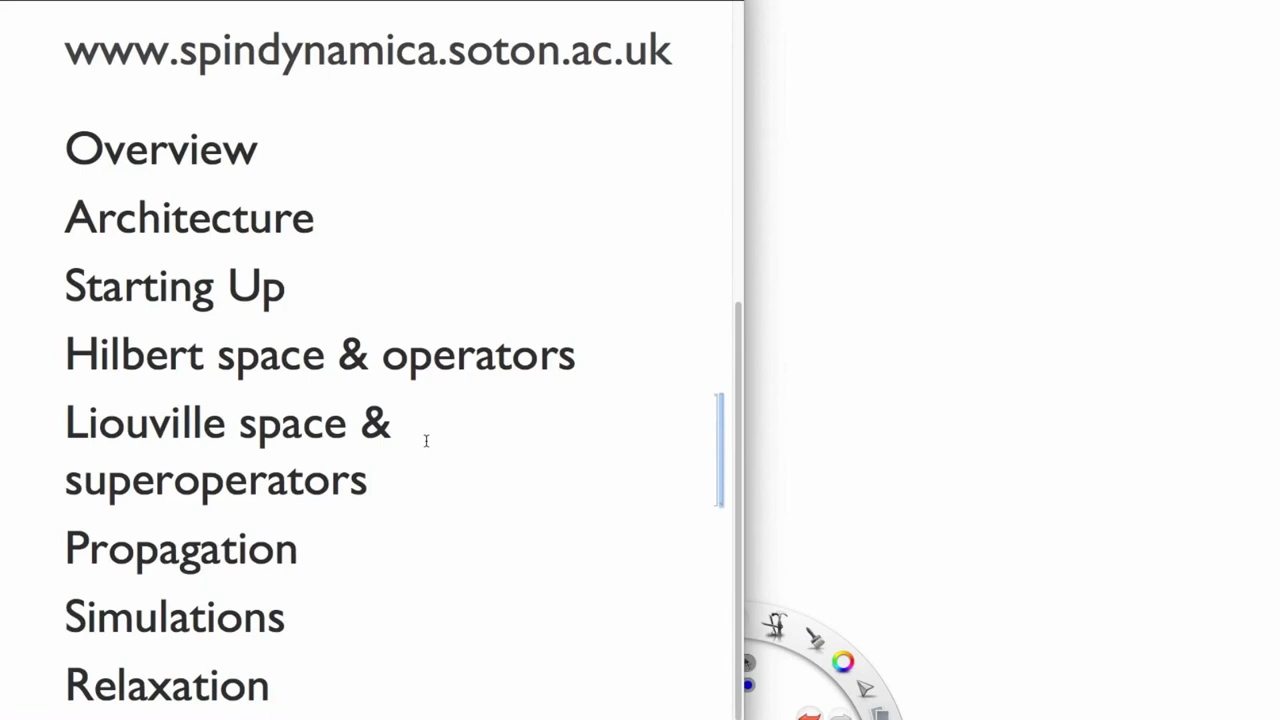 www.spindynamica.soton.ac.uk
Overview
Architecture
Starting Up
Hilbert space & operators
Liouville space &
superoperators
Propagation
Simulations
Relaxation